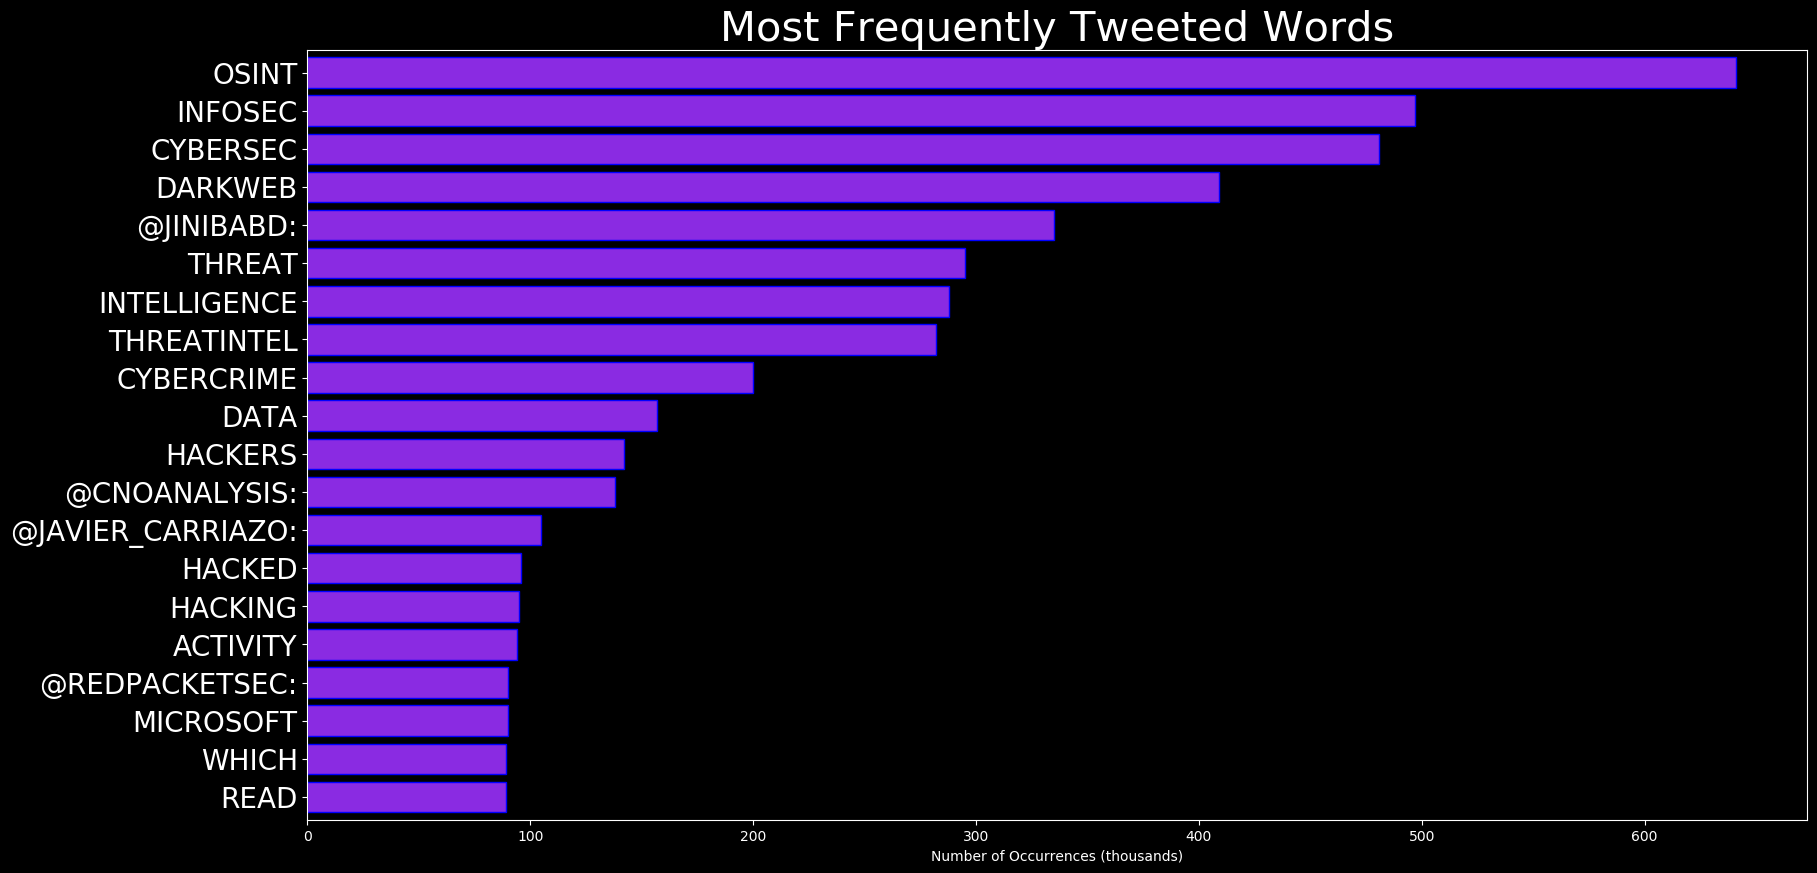 Most Frequently Tweeted Words
OSINT
INFOSEC
CYBERSEC
DARKWEB
@JINIBABD:
THREAT
INTELLIGENCE
THREATINTEL
CYBERCRIME
DATA
HACKERS
@CNOANALYSIS:
@JAVIER_CARRIAZO:
HACKED
HACKING
ACTIVITY
@REDPACKETSEC:
MICROSOFT
WHICH
READ
0 100 200 300 400 500 600
Number of Occurrences (thousands)